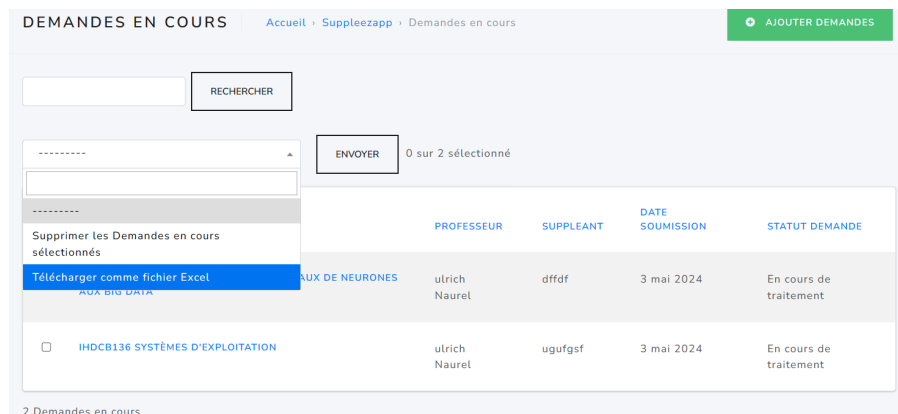 DEMANDES EN COURS Accueil › Suppleezapp › Demandes en cours AJOUTER DEMANDES
RECHERCHER
--------- ENVOYER 0 sur 2 sélectionné
---------
Supprimer les Demandes en cours
sélectionnés
Télécharger comme fichier Excel
PROFESSEUR SUPPLEANT DATE
SOUMISSION STATUT DEMANDE
AUX DE NEURONES
AUX BIG DATA
ulrich
Naurel
dffdf
3 mai 2024
En cours de
traitement
IHDCB136 SYSTÈMES D'EXPLOITATION
ulrich
Naurel
ugufgsf
3 mai 2024
En cours de
traitement
2 Demandes en cours